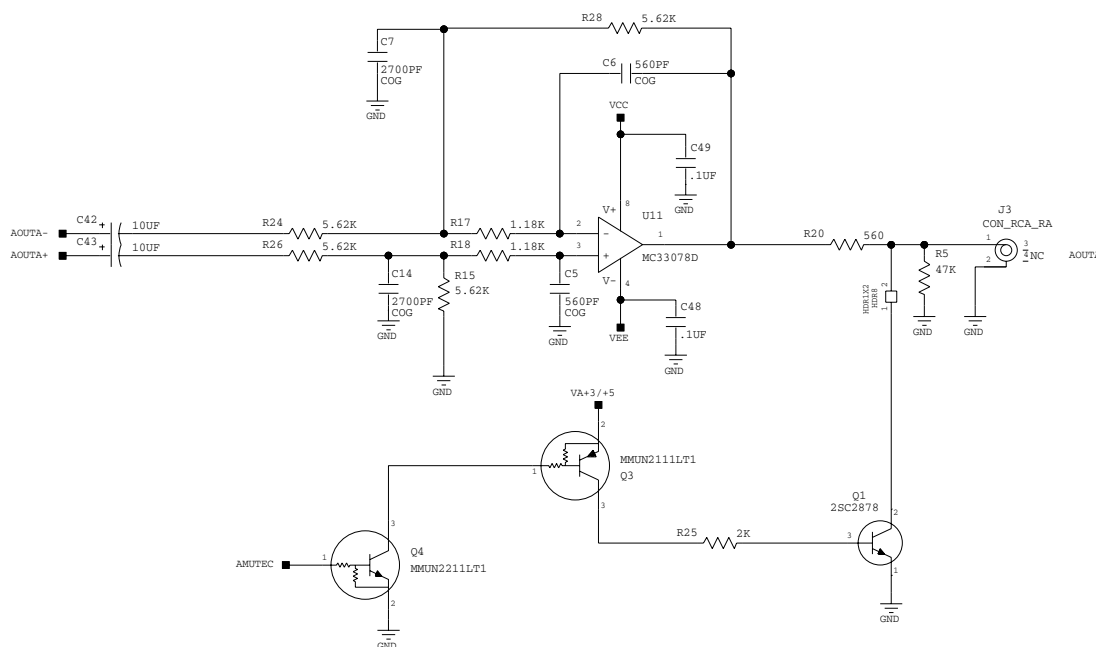 R28 5.62K
C7
2700PF
COG
GND
C6 560PF
COG
VCC
C49
.1UF
GND
V+ 8
U11
2
1
3
MC33078D
V- 4
C42 + 10UF
AOUTA-
C43 + 10UF
AOUTA+
R24 5.62K
R26 5.62K
R17 1.18K
R18 1.18K
C14
2700PF
COG
GND
R15
5.62K
GND
C5
560PF
COG
GND
C48
.1UF
GND
VEE
R20 560
J3
CON_RCA_RA
1
2
3
4
NC
AOUTA
R5
47K
GND
GND
HDR1X2
HDR8
2
1
VA+3/+5
2
MMUN2111LT1
Q3
1
3
R25 2K
Q1
2SC2878
2
3
1
GND
AMUTEC
1
3
Q4
MMUN2211LT1
2
GND